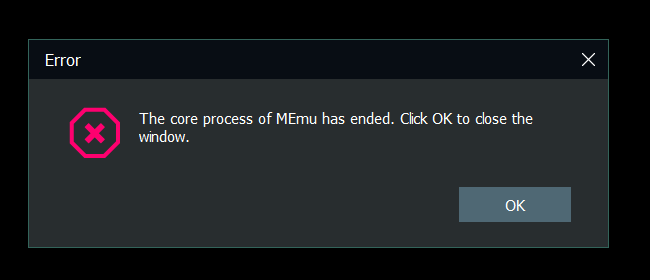 Error
The core process of MEmu has ended. Click OK to close the
window.
OK